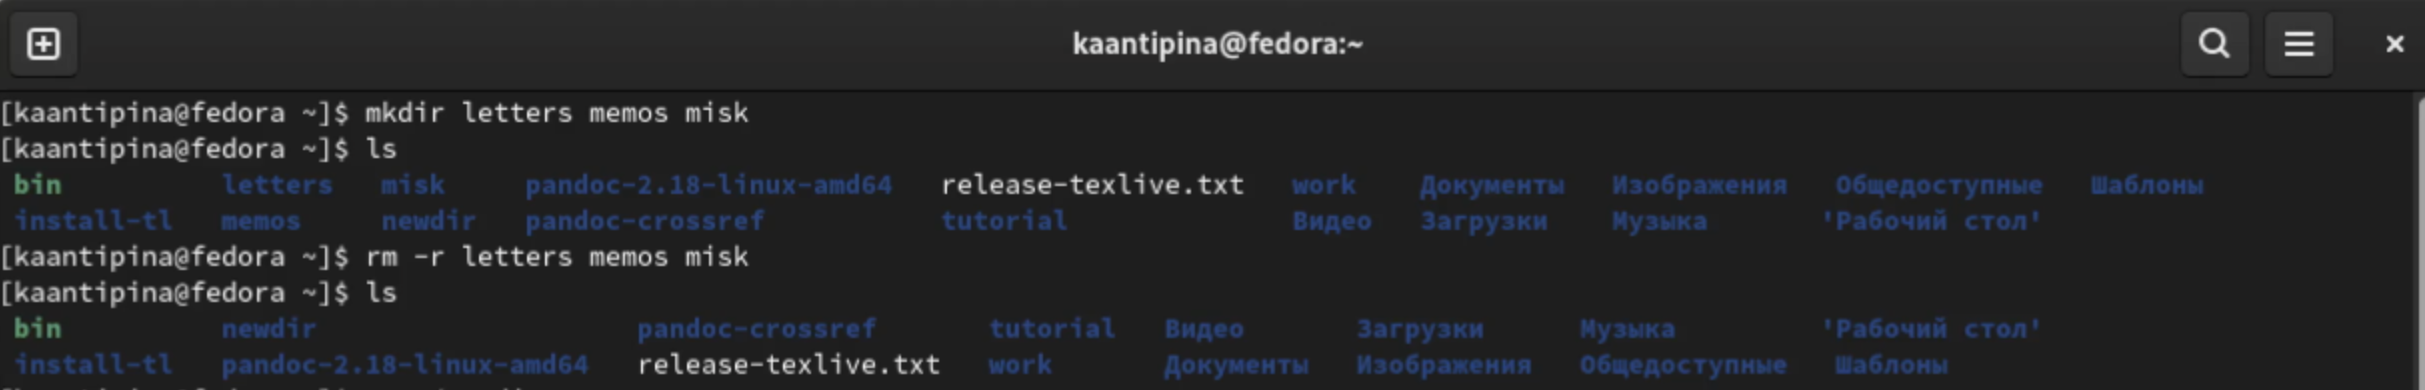 kaantipina@fedora:~
[kaantipina@fedora ~]$ mkdir letters memos misk
[kaantipina@fedora ~]$ ls
bin letters misk pandoc-2.18-linux-amd64 release-texlive.txt work Документы Изображения Общедоступные Шаблоны
install-tl memos newdir pandoc-crossref tutorial Видео Загрузки Музыка 'Рабочий стол'
[kaantipina@fedora ~]$ rm -r letters memos misk
[kaantipina@fedora ~]$ ls
bin newdir pandoc-crossref tutorial Видео Загрузки Музыка 'Рабочий стол'
install-tl pandoc-2.18-linux-amd64 release-texlive.txt work Документы Изображения Общедоступные Шаблоны